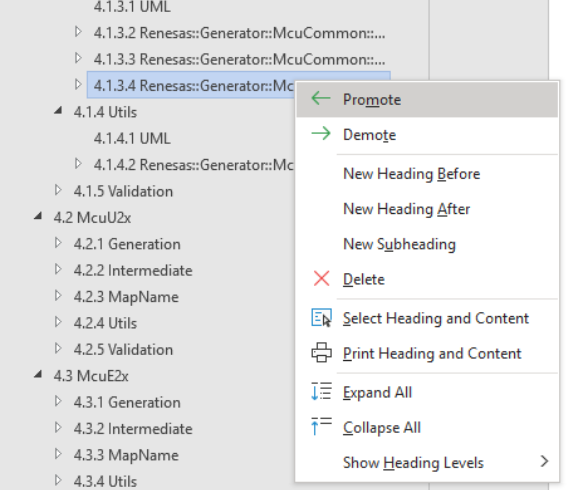 4.1.3.1 UML
4.1.3.2 Renesas::Generator::McuCommon::...
4.1.3.3 Renesas::Generator::McuCommon::...
4.1.3.4 Renesas::Generator::Mc
4.1.4 Utils
4.1.4.1 UML
4.1.4.2 Renesas::Generator::Mc
4.1.5 Validation
4.2 McuU2x
4.2.1 Generation
4.2.2 Intermediate
4.2.3 MapName
4.2.4 Utils
4.2.5 Validation
4.3 McuE2x
4.3.1 Generation
4.3.2 Intermediate
4.3.3 MapName
4.3.4 Utils
Promote
Demote
New Heading Before
New Heading After
New Subheading
Delete
Select Heading and Content
Print Heading and Content
Expand All
Collapse All
Show Heading Levels